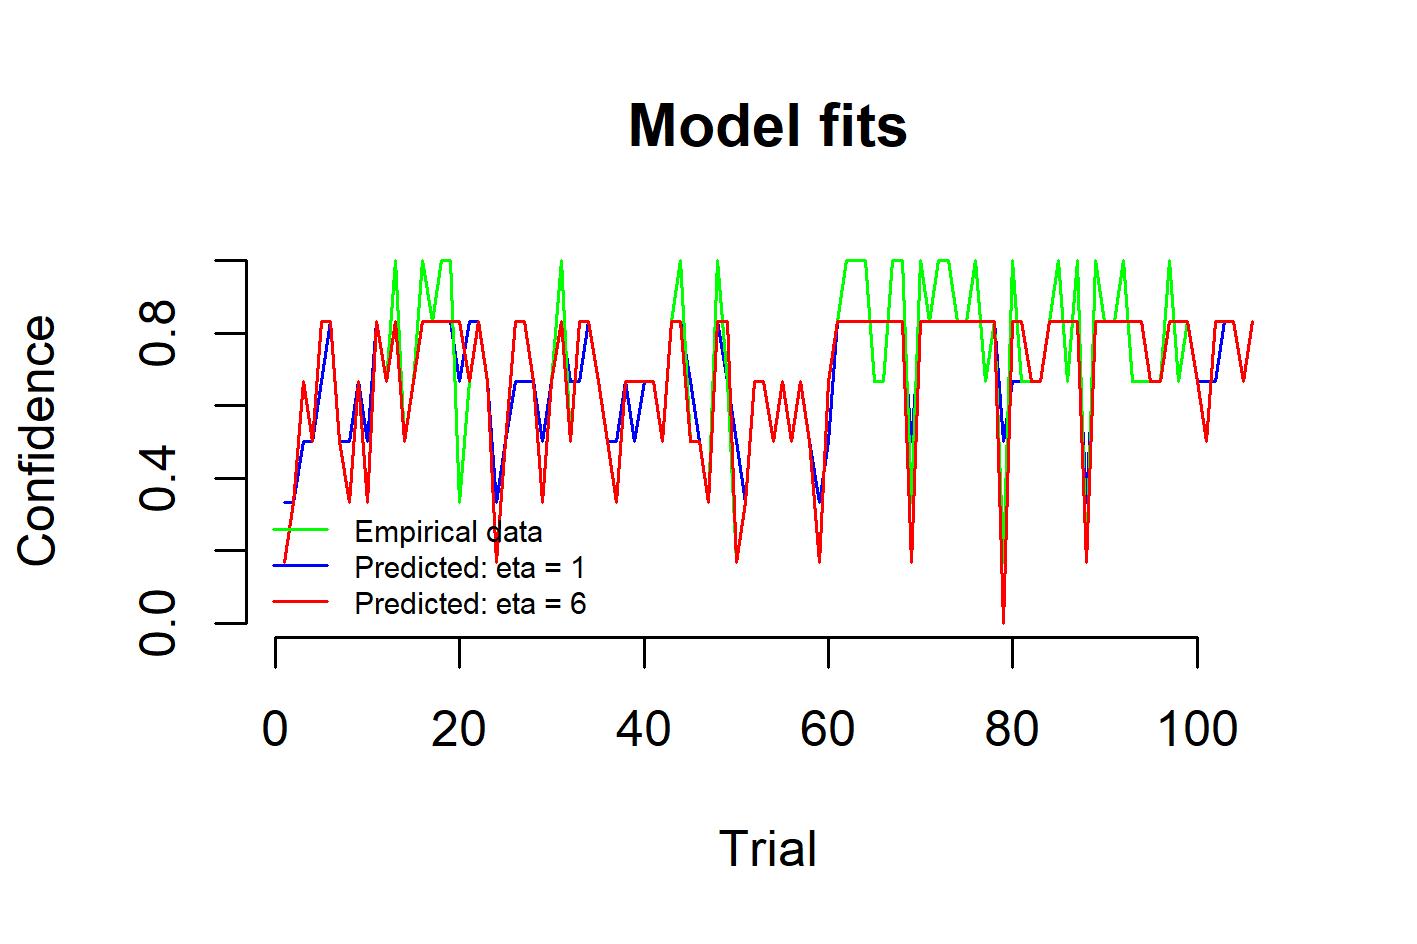 Model fits
Confidence
0.8
0.4
0.0
Empirical data
Predicted: eta = 1
Predicted: eta = 6
0 20 40 60 80 100
Trial